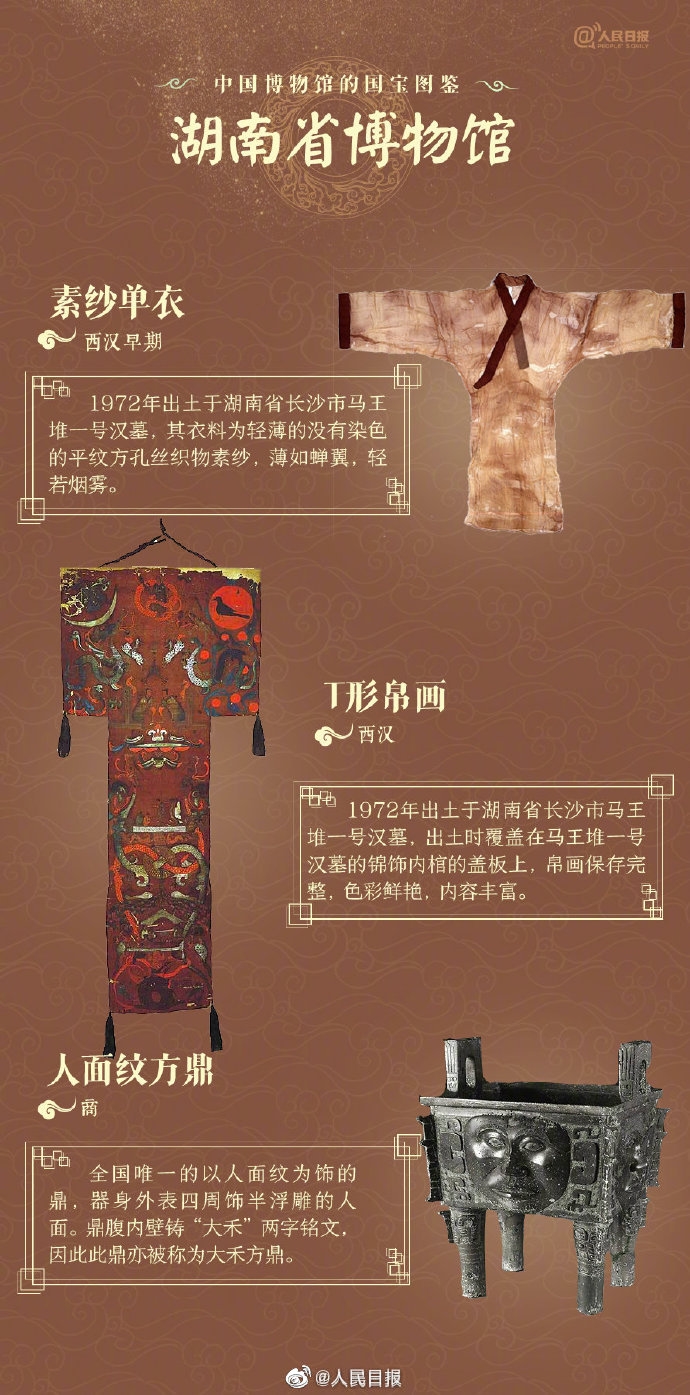 @人民日报
PEOPLE'S DAILY
中国博物馆的国宝图鉴
湖南省博物馆
素纱单衣
西汉早期
1972年出土于湖南省长沙市马王
堆一号汉墓，其衣料为轻薄的没有染色
的平纹方孔丝织物素纱，薄如蝉翼，轻
若烟雾。
T形帛画
西汉
1972年出土于湖南省长沙市马王
堆一号汉墓，出土时覆盖在马王堆一号
汉墓的锦饰内棺的盖板上，帛画保存完
整，色彩鲜艳，内容丰富。
人面纹方鼎
商
全国唯一的以人面纹为饰的
鼎，器身外表四周饰半浮雕的人
面。鼎腹内壁铸“大禾”两字铭文，
因此此鼎亦被称为大禾方鼎。
@人民日报